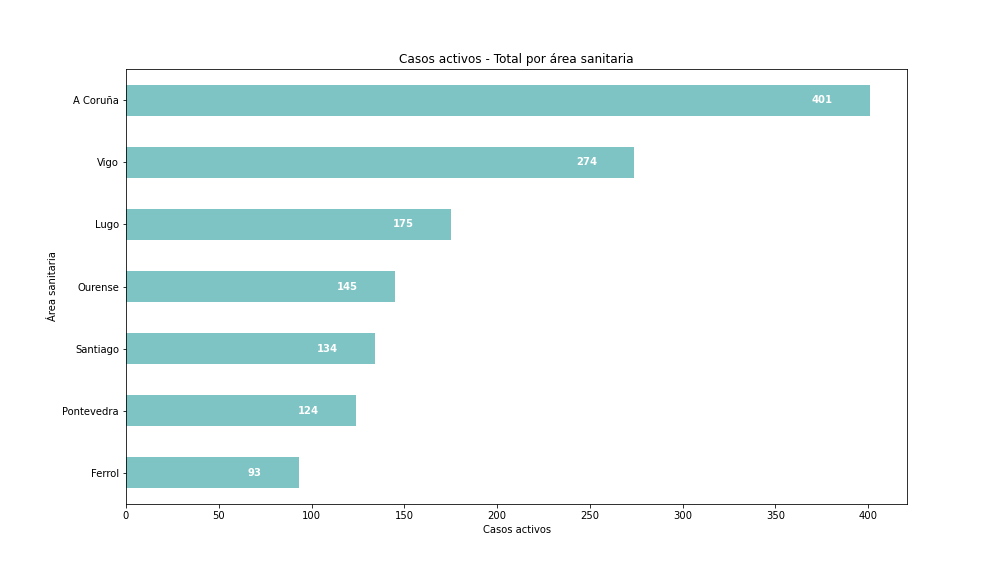 Casos activos - Total por área sanitaria
A Coruña
401
Vigo
274
Lugo
175
Ourense
145
Santiago
134
Pontevedra
124
Ferrol
93
Área sanitaria
0 50 100 150 200 250 300 350 400
Casos activos